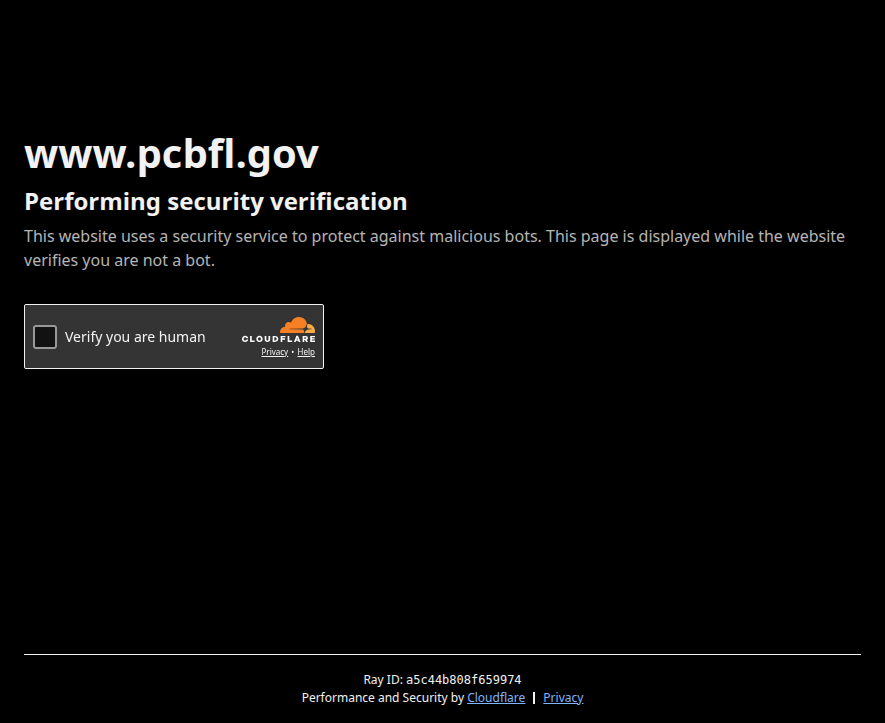 www.pcbfl.gov
Performing security verification
This website uses a security service to protect against malicious bots. This page is displayed while the website
verifies you are not a bot.
Verify you are human
CLOUDFLARE
Privacy • Help
Ray ID: a5c44b808f659974
Performance and Security by Cloudflare | Privacy